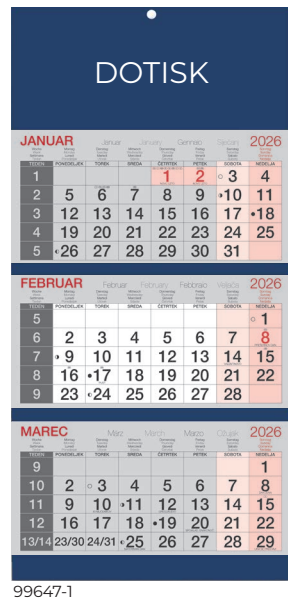 DOTISK
JANUAR Januar January Gennaio Siječanj 2026
TEDEN PONEDELJEK TOREK SREDA ČETRTEK PETEK SOBOTA NEDELJA
1 1 2 3 4
2 5 6 7 8 9 10 11
3 12 13 14 15 16 17 18
4 19 20 21 22 23 24 25
5 26 27 28 29 30 31
FEBRUAR Februar February Febbraio Veljača 2026
TEDEN PONEDELJEK TOREK SREDA ČETRTEK PETEK SOBOTA NEDELJA
5 1
6 2 3 4 5 6 7 8
7 9 10 11 12 13 14 15
8 16 17 18 19 20 21 22
9 23 24 25 26 27 28
MAREC März March Marzo Ožujak 2026
TEDEN PONEDELJEK TOREK SREDA ČETRTEK PETEK SOBOTA NEDELJA
9 1
10 2 3 4 5 6 7 8
11 9 10 11 12 13 14 15
12 16 17 18 19 20 21 22
13/14 23/30 24/31 25 26 27 28 29
99647-1